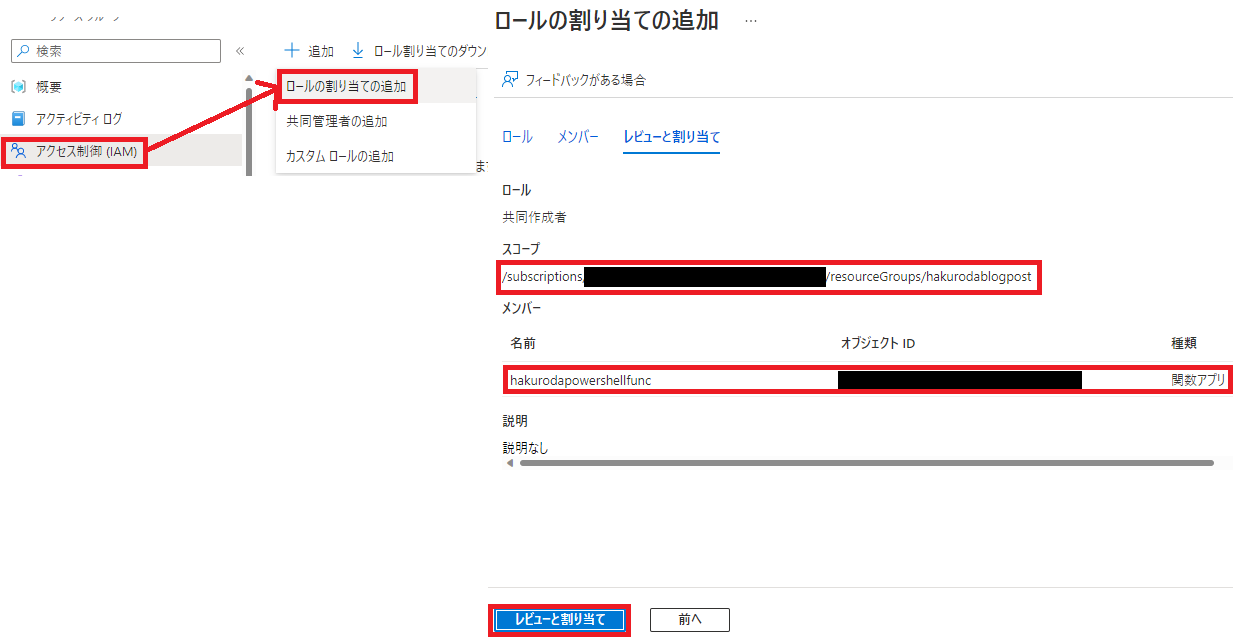 検索
«
概要
アクティビティ ログ
アクセス制御 (IAM)
追加
ロール割り当てのダウン
ロールの割り当ての追加
共同管理者の追加
カスタム ロールの追加
ま
ロールの割り当ての追加 ...
フィードバックがある場合
ロール メンバー レビューと割り当て
ロール
共同作成者
スコープ
/subscriptions/ /resourceGroups/hakurodablogpost
メンバー
名前 オブジェクト ID 種類
hakurodapowershellfunc 関数アプリ
説明
説明なし
レビューと割り当て 前へ